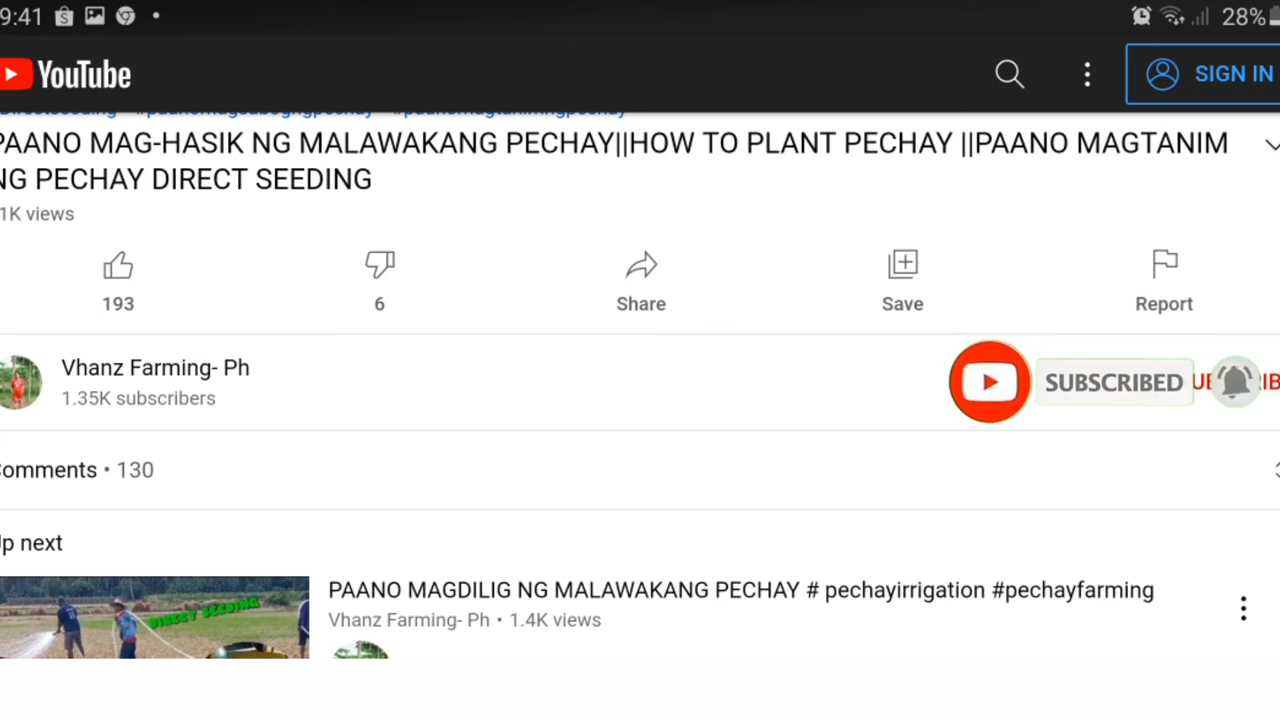 9:41
28%
YouTube
SIGN IN
PAANO MAG-HASIK NG MALAWAKANG PECHAY||HOW TO PLANT PECHAY ||PAANO MAGTANIM
NG PECHAY DIRECT SEEDING
1K views
193
6
Share
Save
Report
Vhanz Farming- Ph
1.35K subscribers
SUBSCRIBED
Comments • 130
Up next
DIRECT SEEDING
PAANO MAGDILIG NG MALAWAKANG PECHAY # pechayirrigation #pechayfarming
Vhanz Farming- Ph • 1.4K views